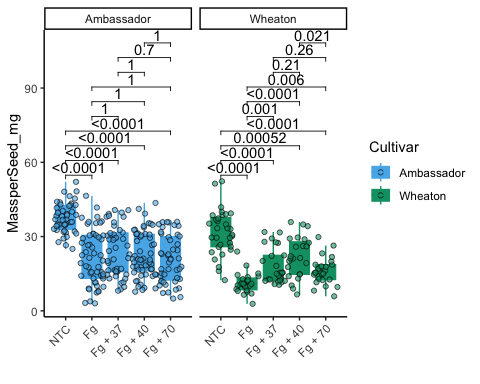 Ambassador
Wheaton
1
0.7
1
1
1
1
<0.0001
<0.0001
<0.0001
<0.0001
0.021
0.26
0.21
0.006
<0.0001
0.001
<0.0001
0.00052
<0.0001
<0.0001
MassperSeed_mg
90
60
30
0
NTC
Fg
Fg + 37
Fg + 40
Fg + 70
NTC
Fg
Fg + 37
Fg + 40
Fg + 70
Cultivar
Ambassador
Wheaton